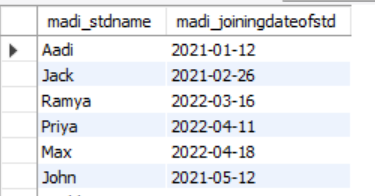 madi_stdname madi_joiningdateofstd
Aadi 2021-01-12
Jack 2021-02-26
Ramya 2022-03-16
Priya 2022-04-11
Max 2022-04-18
John 2021-05-12